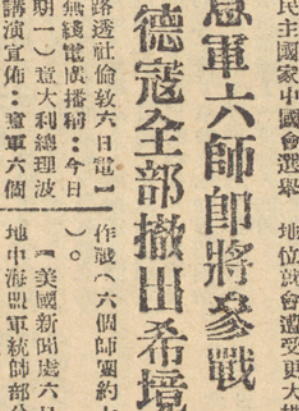 民主國家中國會選舉
地位就會遭受更大
意軍六師即將參戰
德寇全部撤出希境
路透社倫敦六日電】
無綫電廣播稱：今日
期一）意大利總理波
講演宣佈：意軍六個
作戰（六個師團約
）。
『美國新聞處六日
地中海盟軍統帥部公